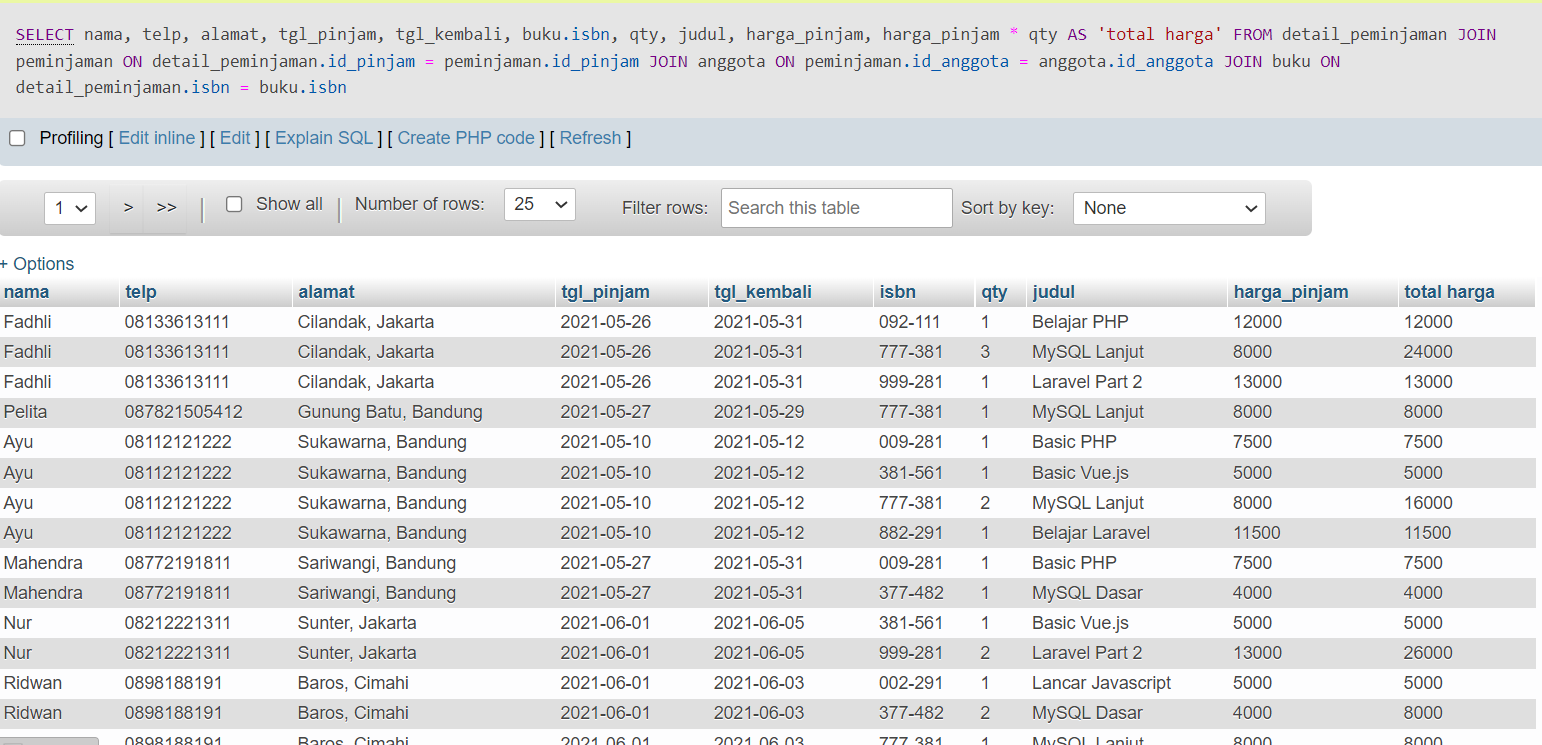 SELECT nama, telp, alamat, tgl_pinjam, tgl_kembali, buku.isbn, qty, judul, harga_pinjam, harga_pinjam * qty AS 'total harga' FROM detail_peminjaman JOIN
peminjaman ON detail_peminjaman.id_pinjam = peminjaman.id_pinjam JOIN anggota ON peminjaman.id_anggota = anggota.id_anggota JOIN buku ON
detail_peminjaman.isbn = buku.isbn
Profiling [ Edit inline ] [ Edit ] [ Explain SQL ] [ Create PHP code ] [ Refresh ]
1 > >> | Show all | Number of rows: 25 Filter rows: Search this table Sort by key: None
+ Options
nama telp alamat tgl_pinjam tgl_kembali isbn qty judul harga_pinjam total harga
Fadhli 08133613111 Cilandak, Jakarta 2021-05-26 2021-05-31 092-111 1 Belajar PHP 12000 12000
Fadhli 08133613111 Cilandak, Jakarta 2021-05-26 2021-05-31 777-381 3 MySQL Lanjut 8000 24000
Fadhli 08133613111 Cilandak, Jakarta 2021-05-26 2021-05-31 999-281 1 Laravel Part 2 13000 13000
Pelita 087821505412 Gunung Batu, Bandung 2021-05-27 2021-05-29 777-381 1 MySQL Lanjut 8000 8000
Ayu 08112121222 Sukawarna, Bandung 2021-05-10 2021-05-12 009-281 1 Basic PHP 7500 7500
Ayu 08112121222 Sukawarna, Bandung 2021-05-10 2021-05-12 381-561 1 Basic Vue.js 5000 5000
Ayu 08112121222 Sukawarna, Bandung 2021-05-10 2021-05-12 777-381 2 MySQL Lanjut 8000 16000
Ayu 08112121222 Sukawarna, Bandung 2021-05-10 2021-05-12 882-291 1 Belajar Laravel 11500 11500
Mahendra 08772191811 Sariwangi, Bandung 2021-05-27 2021-05-31 009-281 1 Basic PHP 7500 7500
Mahendra 08772191811 Sariwangi, Bandung 2021-05-27 2021-05-31 377-482 1 MySQL Dasar 4000 4000
Nur 08212221311 Sunter, Jakarta 2021-06-01 2021-06-05 381-561 1 Basic Vue.js 5000 5000
Nur 08212221311 Sunter, Jakarta 2021-06-01 2021-06-05 999-281 2 Laravel Part 2 13000 26000
Ridwan 0898188191 Baros, Cimahi 2021-06-01 2021-06-03 002-291 1 Lancar Javascript 5000 5000
Ridwan 0898188191 Baros, Cimahi 2021-06-01 2021-06-03 377-482 2 MySQL Dasar 4000 8000
0898188191 Baros, Cimahi 2021-06-01 2021-06-03 777-381 1 MySQL Lanjut 8000 8000